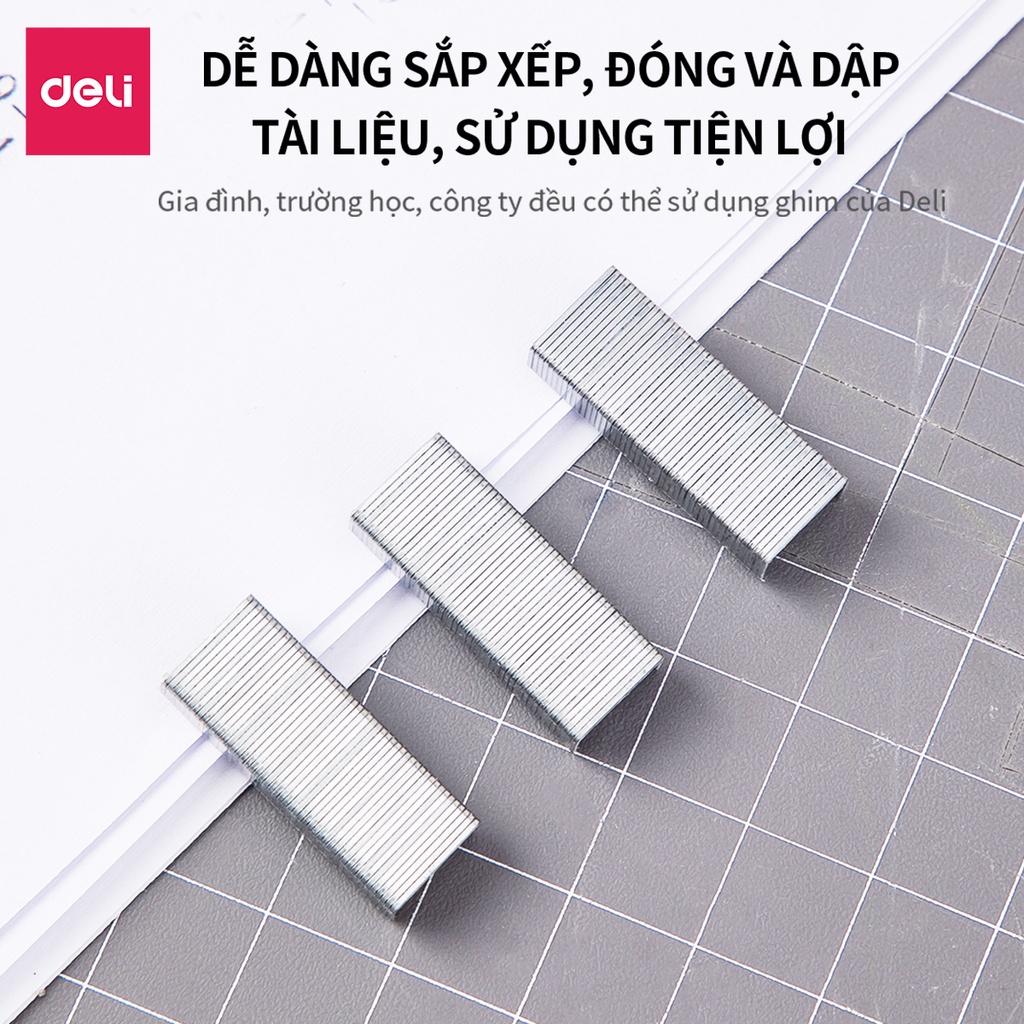 deli
DỄ DÀNG SẮP XẾP, ĐÓNG VÀ DẬP
TÀI LIỆU, SỬ DỤNG TIỆN LỢI
Gia đình, trường học, công ty đều có thể sử dụng ghim của Deli